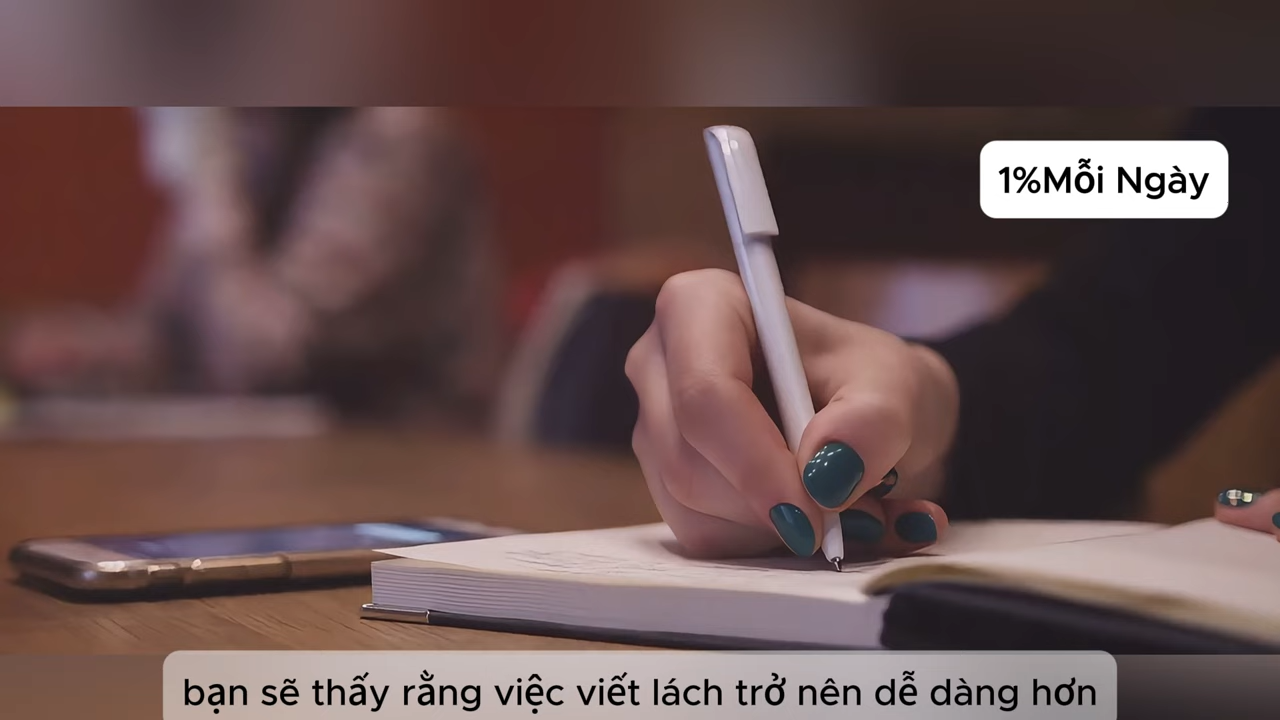 1%Mỗi Ngày
bạn sẽ thấy rằng việc viết lách trở nên dễ dàng hơn